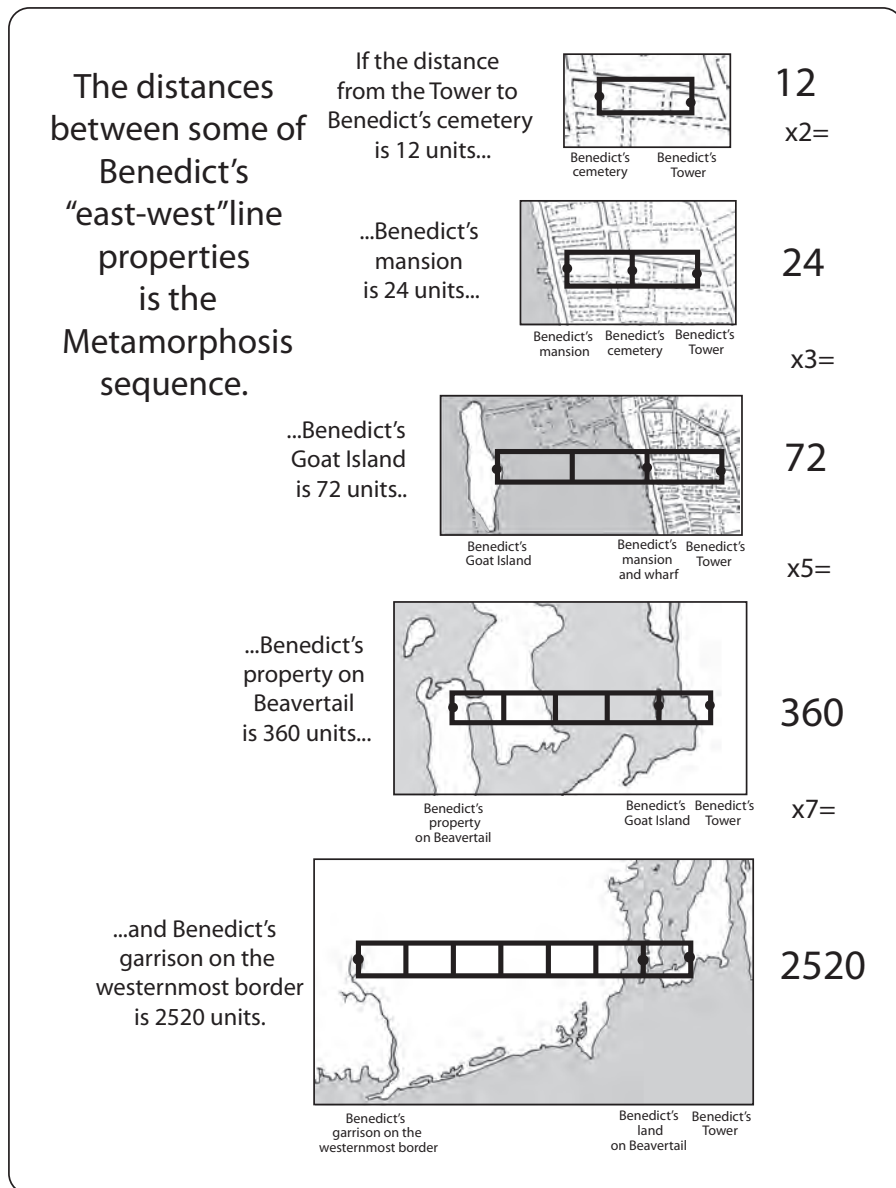 The distances
between some of
Benedict's
“east-west”line
properties
is the
Metamorphosis
sequence.
If the distance
from the Tower to
Benedict's cemetery
is 12 units...
Benedict's
cemetery
Benedict's
Tower
12
x2=
...Benedict's
mansion
is 24 units...
Benedict's
mansion
Benedict's
cemetery
Benedict's
Tower
24
x3=
...Benedict's
Goat Island
is 72 units..
Benedict's
Goat Island
Benedict's
mansion
and wharf
Benedict's
Tower
72
x5=
...Benedict's
property on
Beavertail
is 360 units...
Benedict's
property
on Beavertail
Benedict's
Goat Island
Benedict's
Tower
360
x7=
...and Benedict's
garrison on the
westernmost border
is 2520 units.
Benedict's
garrison on the
westernmost border
Benedict's
land
on Beavertail
Benedict's
Tower
2520